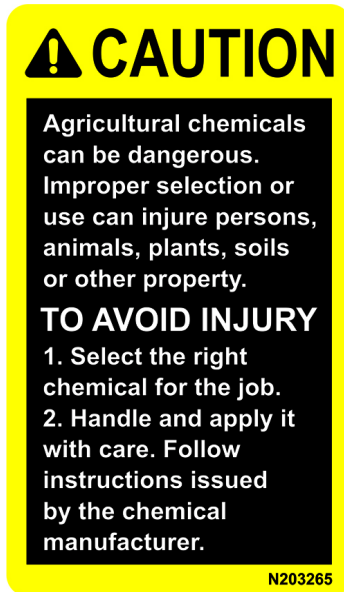 CAUTION
Agricultural chemicals
can be dangerous.
Improper selection or
use can injure persons,
animals, plants, soils
or other property.
TO AVOID INJURY
1. Select the right
chemical for the job.
2. Handle and apply it
with care. Follow
instructions issued
by the chemical
manufacturer.
N203265